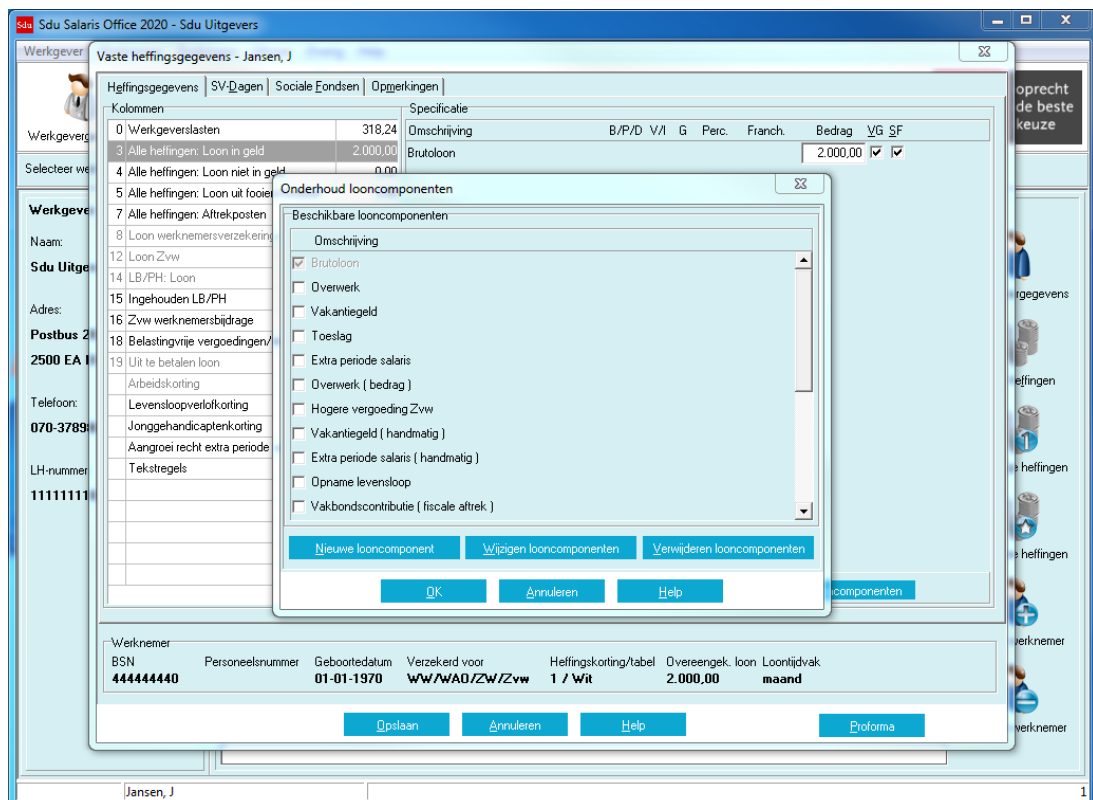 Sdu Salaris Office 2020 - Sdu Uitgevers
Werkgever
Vaste heffingsgegevens - Jansen, J
Heffingsgegevens
SV-Dagen
Sociale Fondsen
Opmerkingen
Kolommen
0 Werkgeverslasten 318,24
3 Alle heffingen: Loon in geld 2.000,00
4 Alle heffingen: Loon niet in geld 0,00
5 Alle heffingen: Loon uit fooien
7 Alle heffingen: Aftrekposten
8 Loon werknemersverzekering
12 Loon Zvw
14 LB/PH: Loon
15 Ingehouden LB/PH
16 Zvw werknemersbijdrage
18 Belastingvrije vergoedingen/
19 Uit te betalen loon
Arbeidskorting
Levensloopverlofkorting
Jonggehandicaptenkorting
Aangroei recht extra periode
Tekstregels
Specificatie
Omschrijving B/P/D V/I G Perc. Franch. Bedrag VG SF
Brutoloon 2.000,00
Onderhoud looncomponenten
Beschikbare looncomponenten
Omschrijving
Brutoloon
Overwerk
Vakantiegeld
Toeslag
Extra periode salaris
Overwerk ( bedrag )
Hogere vergoeding Zvw
Vakantiegeld ( handmatig )
Extra periode salaris ( handmatig )
Opname levensloop
Vakbondscontributie ( fiscale aftrek )
Nieuwe looncomponent
Wijzigen looncomponenten
Verwijderen looncomponenten
OK
Annuleren
Help
ncomponenten
Werknemer
BSN Personeelsnummer Geboortedatum Verzekerd voor Heffingskorting/tabel Overeengek. loon Loontijdvak
444444440 01-01-1970 WW/WAO/ZW/Zvw 1 / Wit 2.000,00 maand
Opslaan
Annuleren
Help
Proforma
Werkgeverg
Selecteer we
Werkgeve
Naam:
Sdu Uitge
Adres:
Postbus 2
2500 EA
Telefoon:
070-3789
LH-nummer
11111111
oprecht
de beste
keuze
rgegevens
effingen
e heffingen
e heffingen
werknemer
werknemer
Jansen, J
1